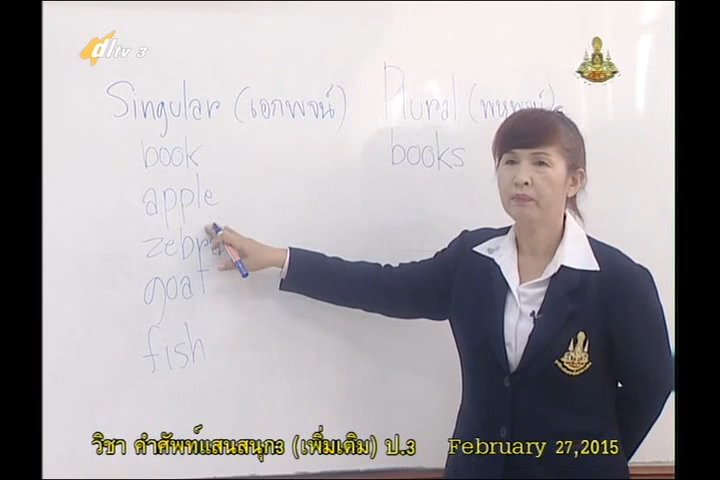 dltv 3
Singular (เอกพจน์) Plural (พหูพจน์)
book books
apple
zebra
goat
fish
วิชา คำศัพท์แสนสนุก3 (เพิ่มเติม) ป.3 February 27,2015